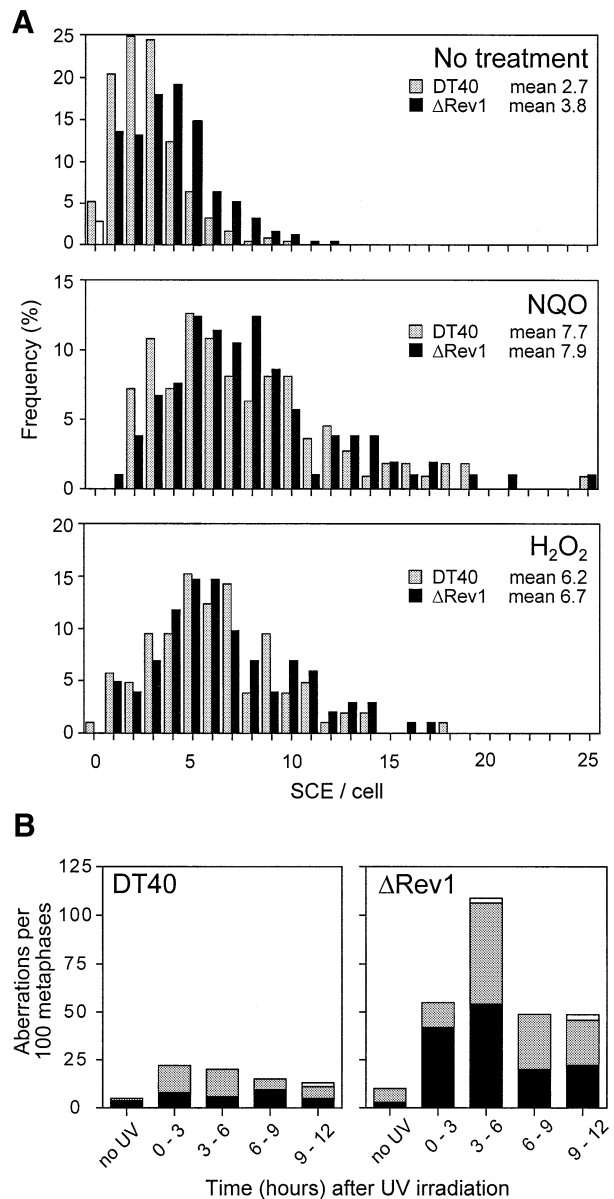 A
No treatment
DT40 mean 2.7
ΔRev1 mean 3.8
25
20
15
10
5
0
NQO
DT40 mean 7.7
ΔRev1 mean 7.9
15
10
5
0
Frequency (%)
H₂O₂
DT40 mean 6.2
ΔRev1 mean 6.7
20
15
10
5
0
0 5 10 15 20 25
SCE / cell
B
DT40
ΔRev1
125
100
75
50
25
0
Aberrations per
100 metaphases
no UV 0 - 3 3 - 6 6 - 9 9 - 12
no UV 0 - 3 3 - 6 6 - 9 9 - 12
Time (hours) after UV irradiation